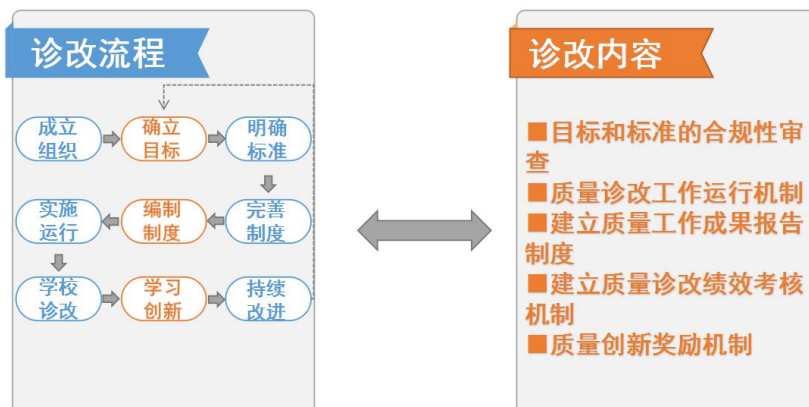 诊改流程
成立
组织
确立
目标
明确
标准
完善
制度
编制
制度
实施
运行
学校
诊改
学习
创新
持续
改进
诊改内容
■目标和标准的合规性审
查
■质量诊改工作运行机制
■建立质量工作成果报告
制度
■建立质量诊改绩效考核
机制
■质量创新奖励机制